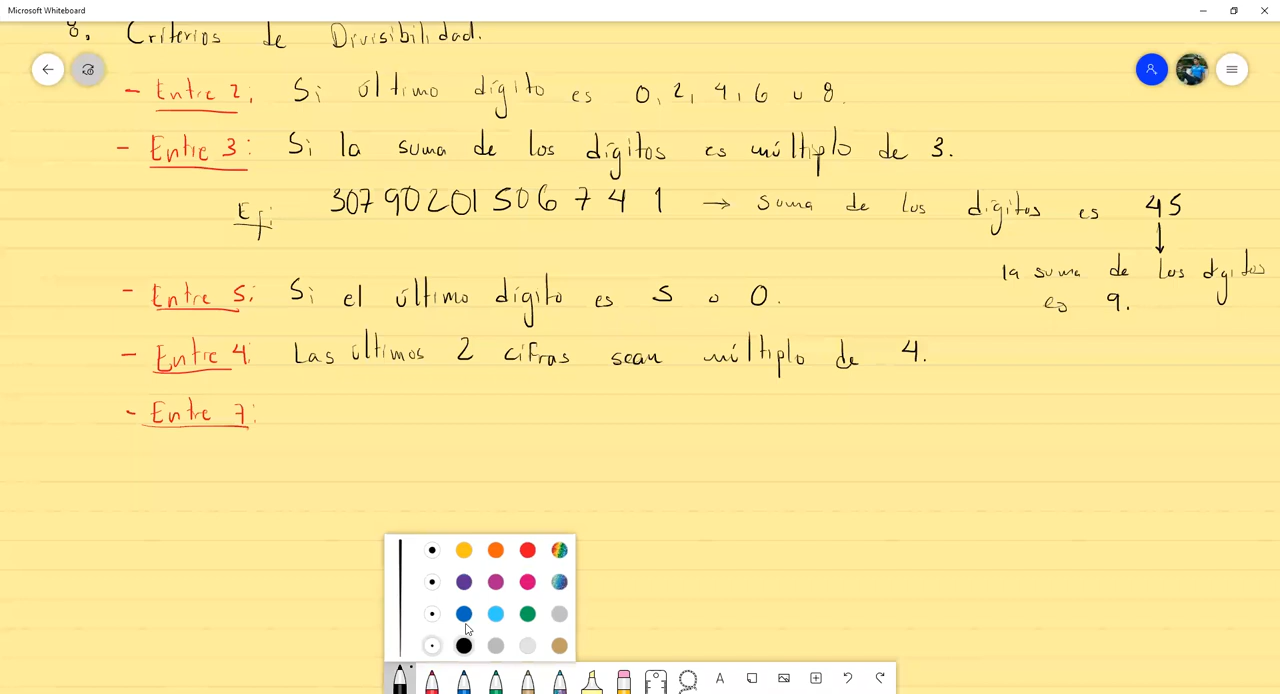 Microsoft Whiteboard
8. Criterios de Divisibilidad.
- Entre 2: Si último dígito es 0, 2, 4, 6 u 8.
- Entre 3: Si la suma de los dígitos es múltiplo de 3.
Ej: 307902015067 4 1 → suma de los dígitos es 45
la suma de los dígitos
es 9.
- Entre 5: Si el último dígito es 5 o 0.
- Entre 4: Las últimos 2 cifras sean múltiplo de 4.
- Entre 7:
A